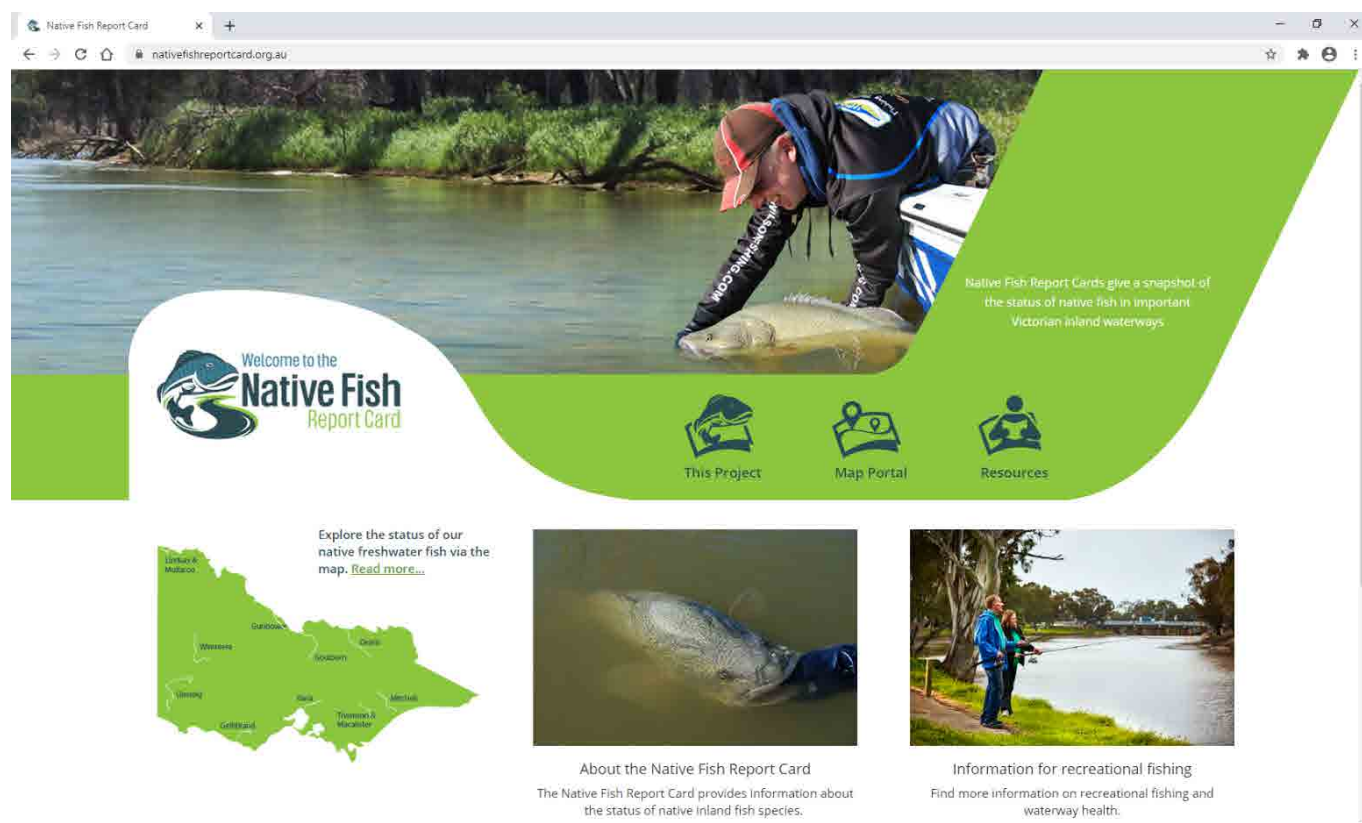 Native Fish Report Card
nativefishreportcard.org.au
WILSONFISHING.COM
Native Fish Report Cards give a snapshot of
the status of native fish in important
Victorian inland waterways
Welcome to the
Native Fish
Report Card
This Project
Map Portal
Resources
Explore the status of our
native freshwater fish via the
map. Read more...
Lindsay &
Mullaroo
Gunbower
Ovens
Wimmera
Goulburn
Glenelg
Yarra
Mitchell
Thomson &
Macalister
Gellibrand
About the Native Fish Report Card
The Native Fish Report Card provides information about
the status of native inland fish species.
Information for recreational fishing
Find more information on recreational fishing and
waterway health.